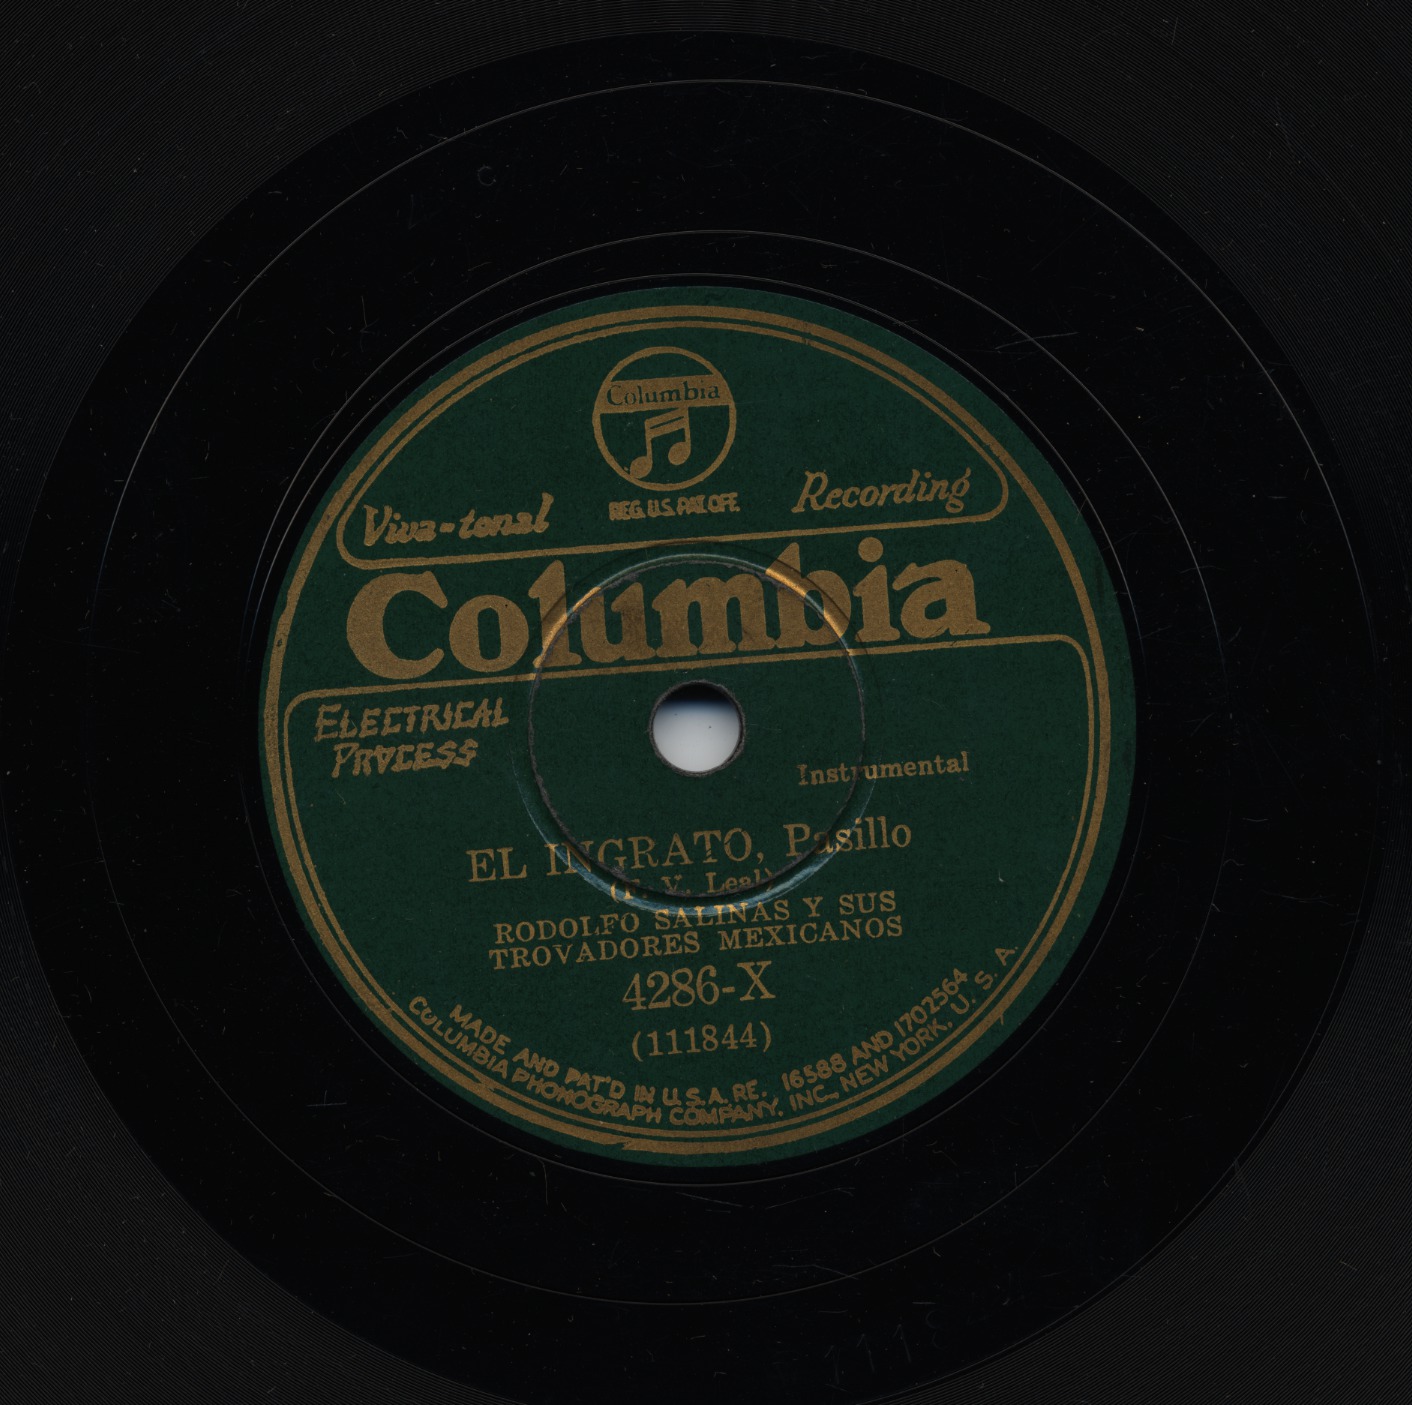 Columbia
REG. U.S. PAT. OFF.
Viva-tonal Recording
Columbia
ELECTRICAL
PROCESS
Instrumental
EL INGRATO, Pasillo
V. Leal)
RODOLFO SALINAS Y SUS
TROVADORES MEXICANOS
4286-X
(111844)
MADE AND PAT'D IN U.S.A. RE. 16588 AND 1702564
COLUMBIA PHONOGRAPH COMPANY, INC., NEW YORK, U. S. A.